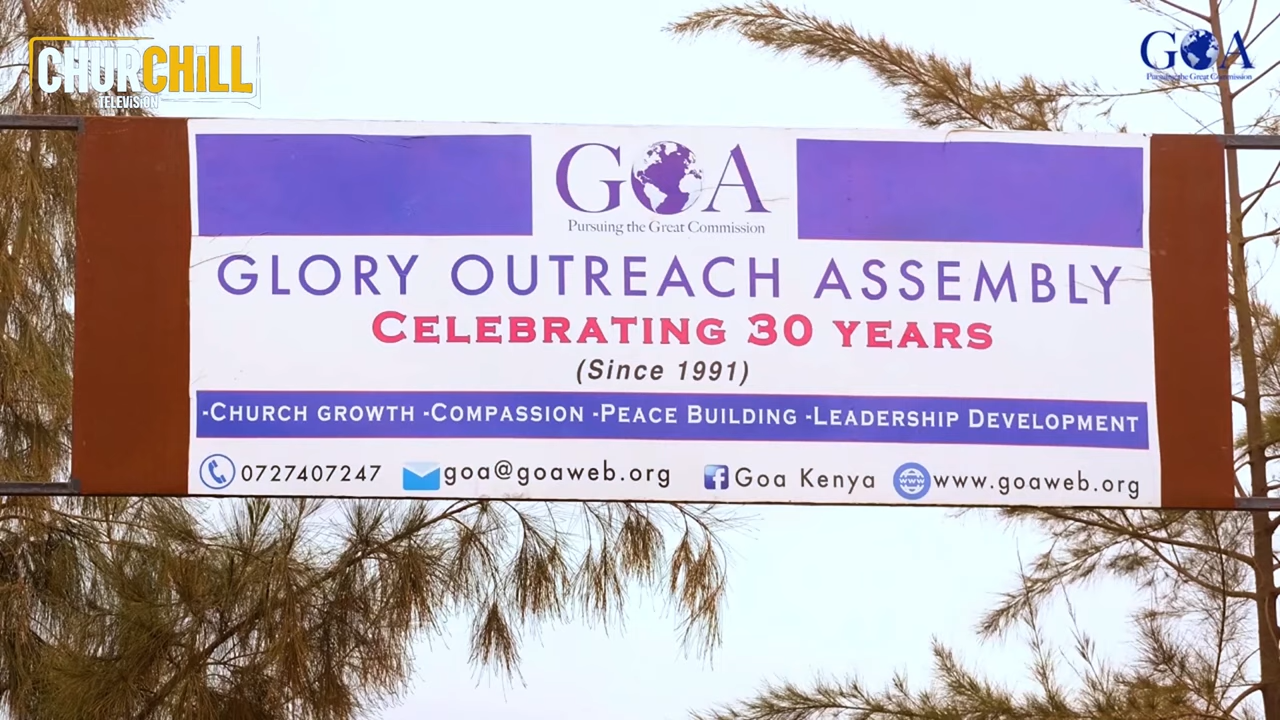 CHURCHILL
TELEVISION
GOA
Pursuing the Great Commission
GOA
Pursuing the Great Commission
GLORY OUTREACH ASSEMBLY
CELEBRATING 30 YEARS
(Since 1991)
-CHURCH GROWTH -COMPASSION -PEACE BUILDING -LEADERSHIP DEVELOPMENT
0727407247 goa@goaweb.org Goa Kenya www.goaweb.org